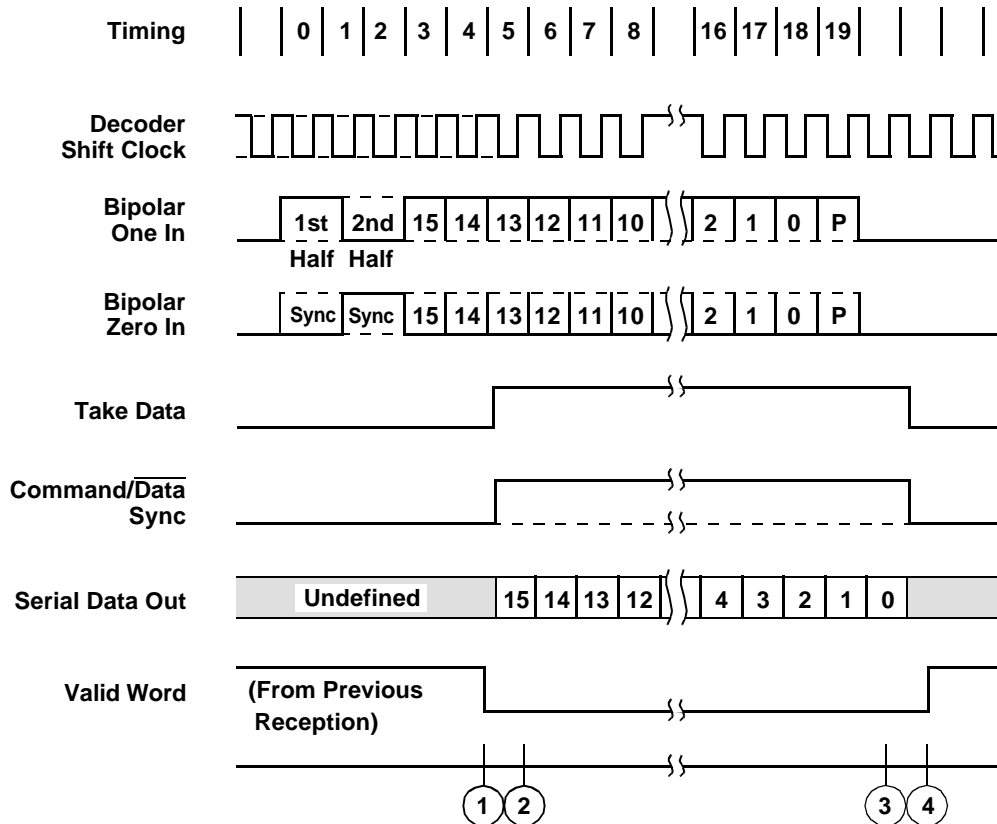 Timing 0 1 2 3 4 5 6 7 8 16 17 18 19
Decoder
Shift Clock
Bipolar
One In
1st 2nd 15 14 13 12 11 10 2 1 0 P
Half Half
Bipolar
Zero In
Sync Sync 15 14 13 12 11 10 2 1 0 P
Take Data
Command/Data
Sync
Serial Data Out Undefined 15 14 13 12 4 3 2 1 0
Valid Word (From Previous
Reception)
1 2 3 4